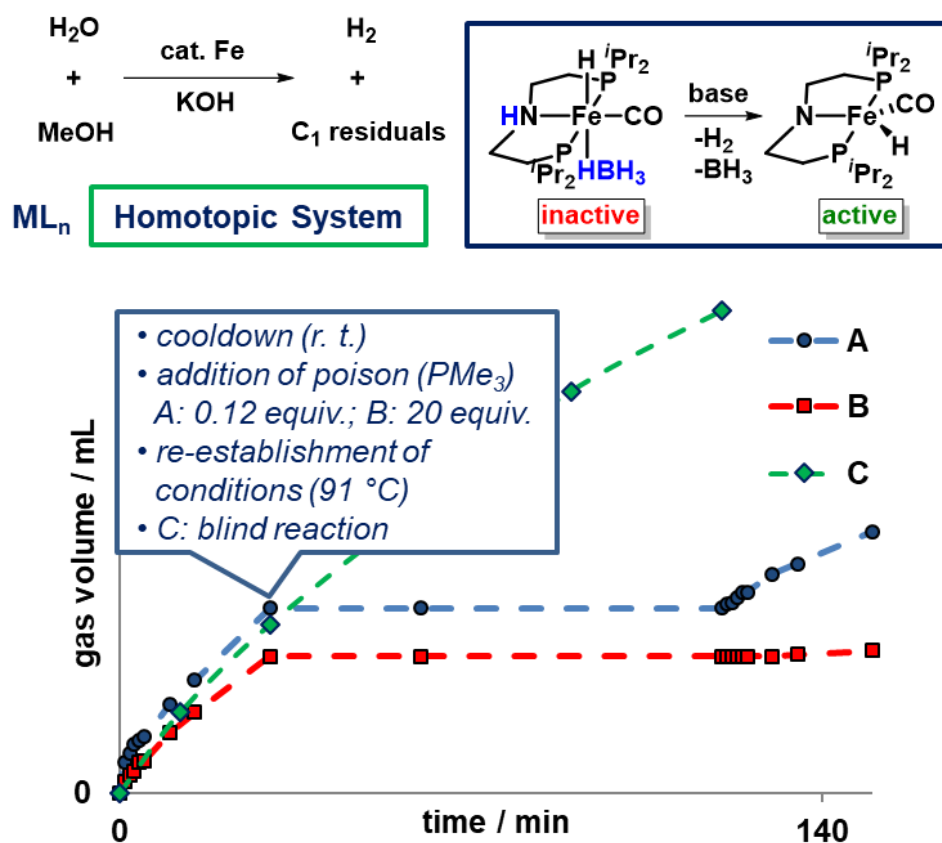 H₂O
+
MeOH
cat. Fe
KOH
H₂
+
C₁ residuals
MLₙ
Homotopic System
H
ⁱPr₂
P
H
N
Fe
CO
P
ⁱPr₂
HBH₃
inactive
base
-H₂
-BH₃
ⁱPr₂
P
N
Fe
CO
H
P
ⁱPr₂
active
• cooldown (r. t.)
• addition of poison (PMe₃)
A: 0.12 equiv.; B: 20 equiv.
• re-establishment of
conditions (91 °C)
• C: blind reaction
A
B
C
gas volume / mL
0
0
time / min
140